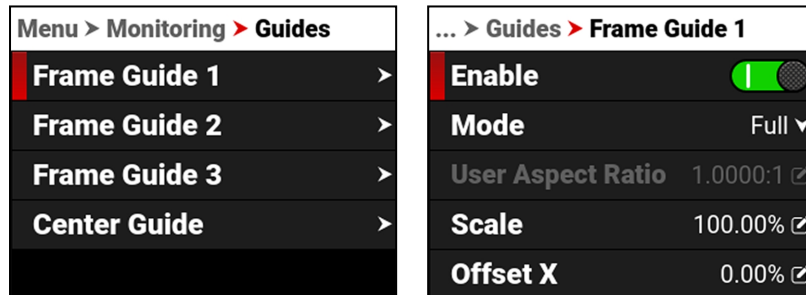 Menu > Monitoring > Guides
Frame Guide 1
Frame Guide 2
Frame Guide 3
Center Guide
... > Guides > Frame Guide 1
Enable
Mode Full
User Aspect Ratio 1.0000:1
Scale 100.00%
Offset X 0.00%